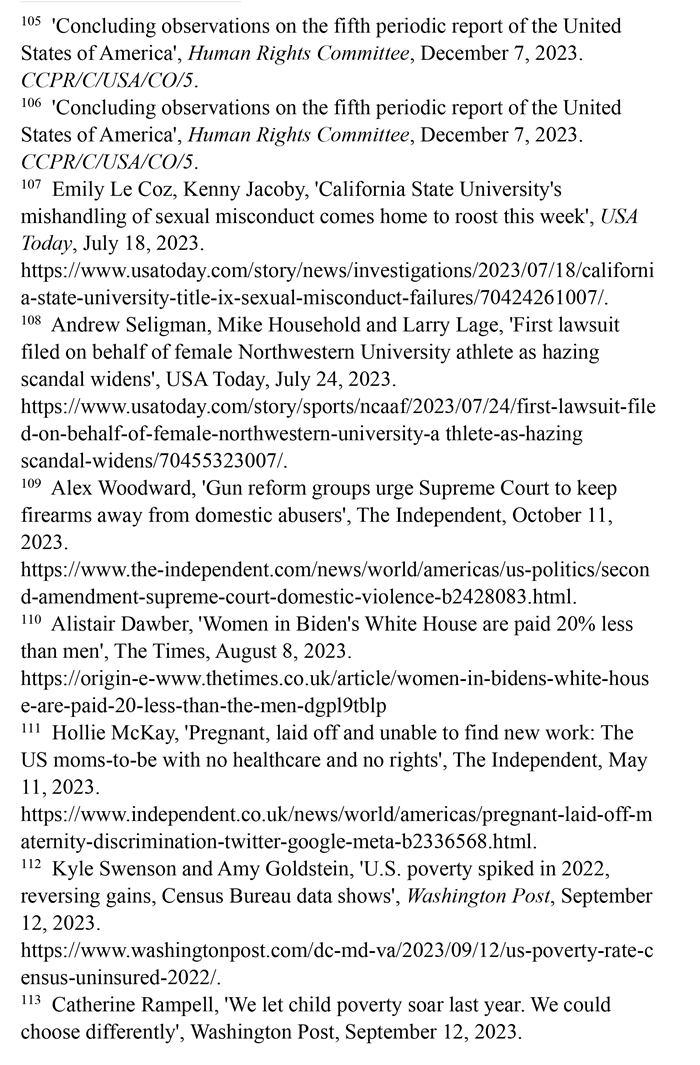 105 'Concluding observations on the fifth periodic report of the United
States of America', Human Rights Committee, December 7, 2023.
CCPR/C/USA/CO/5.
106 'Concluding observations on the fifth periodic report of the United
States of America', Human Rights Committee, December 7, 2023.
CCPR/C/USA/CO/5.
107 Emily Le Coz, Kenny Jacoby, 'California State University's
mishandling of sexual misconduct comes home to roost this week', USA
Today, July 18, 2023.
https://www.usatoday.com/story/news/investigations/2023/07/18/californi
a-state-university-title-ix-sexual-misconduct-failures/70424261007/.
108 Andrew Seligman, Mike Household and Larry Lage, 'First lawsuit
filed on behalf of female Northwestern University athlete as hazing
scandal widens', USA Today, July 24, 2023.
https://www.usatoday.com/story/sports/ncaaf/2023/07/24/first-lawsuit-file
d-on-behalf-of-female-northwestern-university-a thlete-as-hazing
scandal-widens/70455323007/.
109 Alex Woodward, 'Gun reform groups urge Supreme Court to keep
firearms away from domestic abusers', The Independent, October 11,
2023.
https://www.the-independent.com/news/world/americas/us-politics/secon
d-amendment-supreme-court-domestic-violence-b2428083.html.
110 Alistair Dawber, 'Women in Biden's White House are paid 20% less
than men', The Times, August 8, 2023.
https://origin-e-www.thetimes.co.uk/article/women-in-bidens-white-hous
e-are-paid-20-less-than-the-men-dgpl9tblp
111 Hollie McKay, 'Pregnant, laid off and unable to find new work: The
US moms-to-be with no healthcare and no rights', The Independent, May
11, 2023.
https://www.independent.co.uk/news/world/americas/pregnant-laid-off-m
aternity-discrimination-twitter-google-meta-b2336568.html.
112 Kyle Swenson and Amy Goldstein, 'U.S. poverty spiked in 2022,
reversing gains, Census Bureau data shows', Washington Post, September
12, 2023.
https://www.washingtonpost.com/dc-md-va/2023/09/12/us-poverty-rate-c
ensus-uninsured-2022/.
113 Catherine Rampell, 'We let child poverty soar last year. We could
choose differently', Washington Post, September 12, 2023.